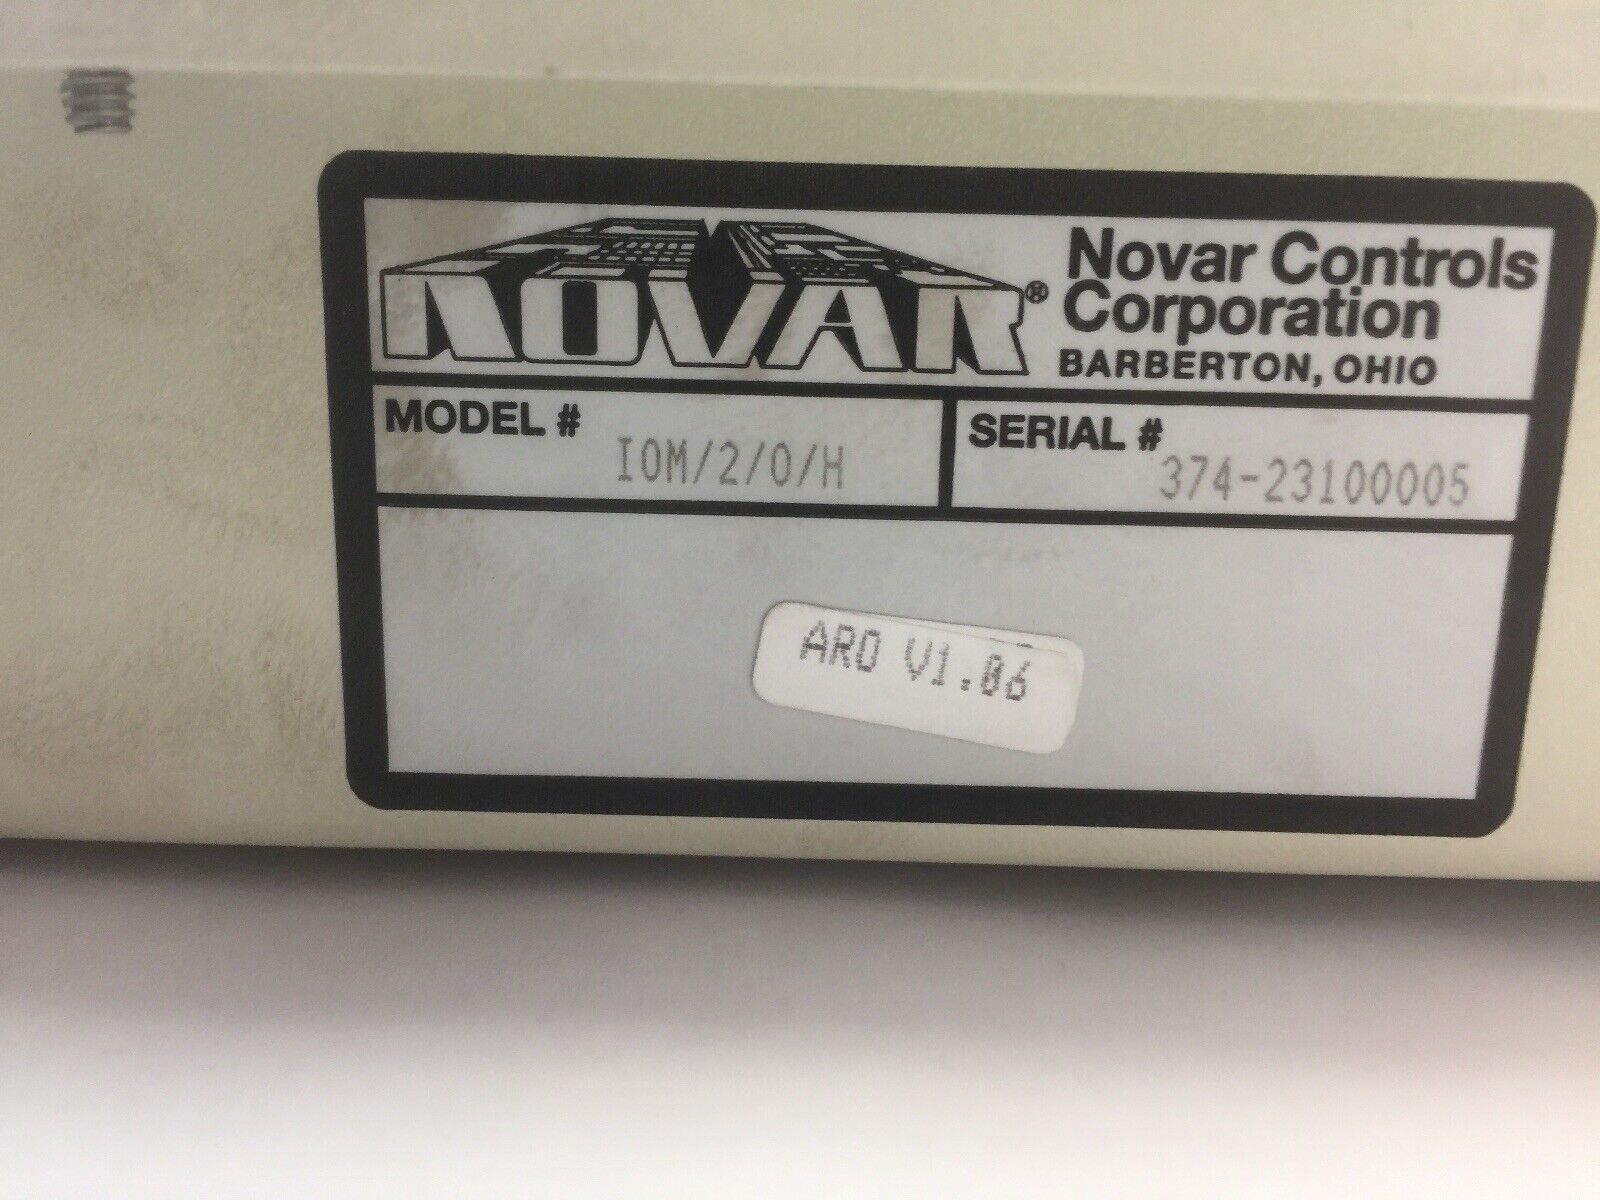 NOVAR®
Novar Controls
Corporation
BARBERTON, OHIO
MODEL #
IOM/2/0/H
SERIAL #
374-23100005
ARO V1.06